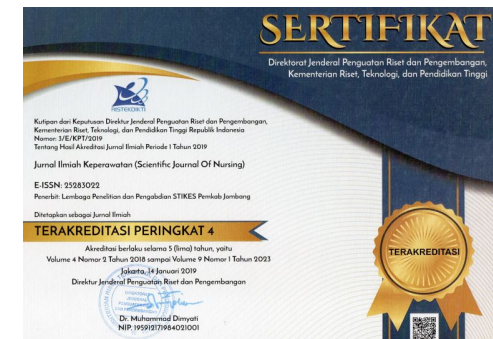 SERTIFIKAT
Direktorat Jenderal Penguatan Riset dan Pengembangan,
Kementerian Riset, Teknologi, dan Pendidikan Tinggi
RISTEKDIKTI
Kutipan dari Keputusan Direktur Jenderal Penguatan Riset dan Pengembangan,
Kementerian Riset, Teknologi, dan Pendidikan Tinggi Republik Indonesia
Nomor: 3/E/KPT/2019
Tentang Hasil Akreditasi Jurnal Ilmiah Periode 1 Tahun 2019
Jurnal Ilmiah Keperawatan (Scientific Journal Of Nursing)
E-ISSN: 25283022
Penerbit: Lembaga Penelitian dan Pengabdian STIKES Pemkab Jombang
Ditetapkan sebagai Jurnal Ilmiah
TERAKREDITASI PERINGKAT 4
Akreditasi berlaku selama 5 (lima) tahun, yaitu
Volume 4 Nomor 2 Tahun 2018 sampai Volume 9 Nomor 1 Tahun 2023
Jakarta, 14 Januari 2019
Direktur Jenderal Penguatan Riset dan Pengembangan
Dr. Muhammad Dimyati
NIP. 195912171984021001
TERAKREDITASI